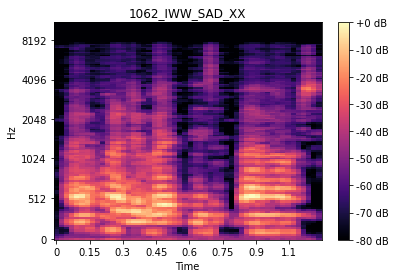 1062_IWW_SAD_XX
+0 dB
8192
-10 dB
4096
-20 dB
-30 dB
2048
Hz
-40 dB
1024
-50 dB
512
-60 dB
-70 dB
0
-80 dB
0 0.15 0.3 0.45 0.6 0.75 0.9 1.1
Time